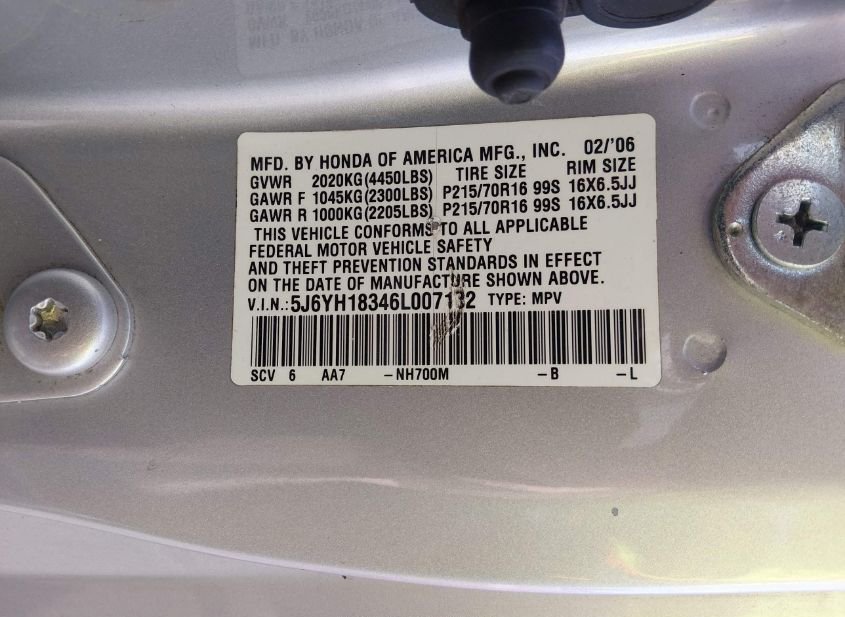 MFD. BY HONDA OF AMERICA MFG., INC. 02/'06
GVWR 2020KG(4450LBS) TIRE SIZE RIM SIZE
GAWR F 1045KG(2300LBS) P215/70R16 99S 16X6.5JJ
GAWR R 1000KG(2205LBS) P215/70R16 99S 16X6.5JJ
THIS VEHICLE CONFORMS TO ALL APPLICABLE
FEDERAL MOTOR VEHICLE SAFETY
AND THEFT PREVENTION STANDARDS IN EFFECT
ON THE DATE OF MANUFACTURE SHOWN ABOVE.
V.I.N.: 5J6YH18346L007132 TYPE: MPV
SCV 6 AA7 -NH700M -B -L